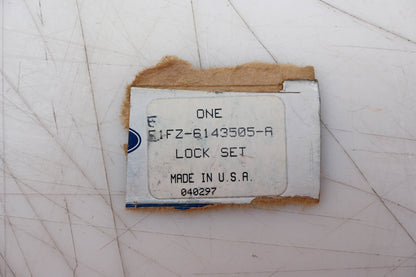 ONE
E
E1FZ-6143505-A
LOCK SET
MADE IN U.S.A.
040297